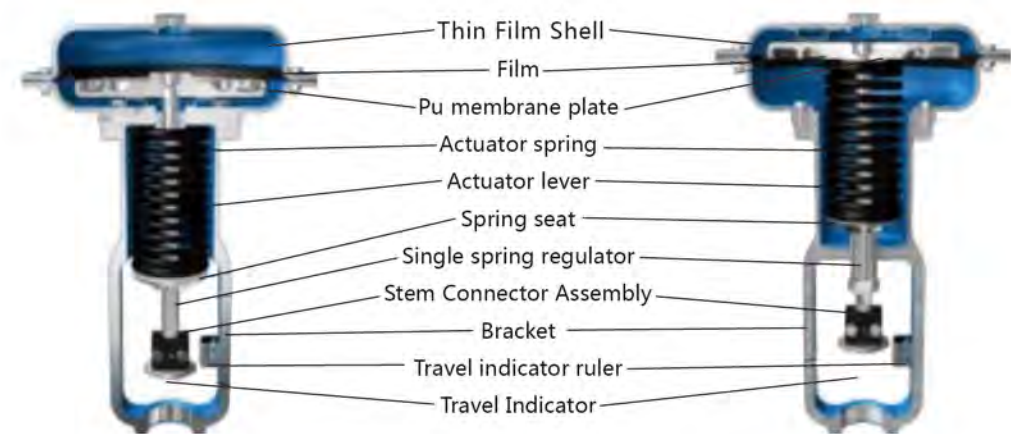 Thin Film Shell
Film
Pu membrane plate
Actuator spring
Actuator lever
Spring seat
Single spring regulator
Stem Connector Assembly
Bracket
Travel indicator ruler
Travel Indicator